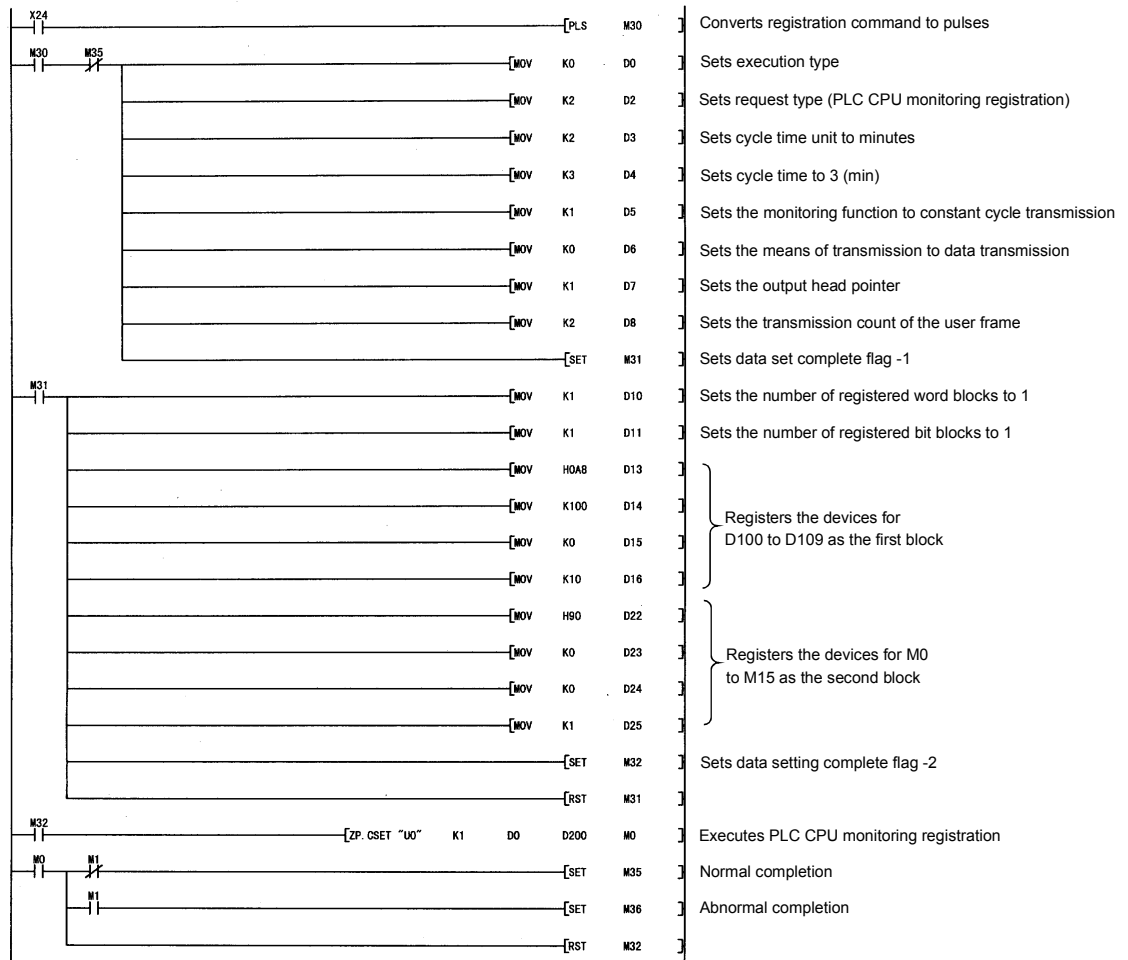 X24
[PLS M30 ] Converts registration command to pulses
M30 M35
[MOV K0 D0 ] Sets execution type
[MOV K2 D2 ] Sets request type (PLC CPU monitoring registration)
[MOV K2 D3 ] Sets cycle time unit to minutes
[MOV K3 D4 ] Sets cycle time to 3 (min)
[MOV K1 D5 ] Sets the monitoring function to constant cycle transmission
[MOV K0 D6 ] Sets the means of transmission to data transmission
[MOV K1 D7 ] Sets the output head pointer
[MOV K2 D8 ] Sets the transmission count of the user frame
[SET M31 ] Sets data set complete flag -1
M31
[MOV K1 D10 ] Sets the number of registered word blocks to 1
[MOV K1 D11 ] Sets the number of registered bit blocks to 1
[MOV H0A8 D13 ]
[MOV K100 D14 ]
Registers the devices for
D100 to D109 as the first block
[MOV K0 D15 ]
[MOV K10 D16 ]
[MOV H90 D22 ]
[MOV K0 D23 ]
Registers the devices for M0
to M15 as the second block
[MOV K0 D24 ]
[MOV K1 D25 ]
[SET M32 ] Sets data setting complete flag -2
[RST M31 ]
M32
[ZP.CSET "U0" K1 D0 D200 M0 ] Executes PLC CPU monitoring registration
M0 M1
[SET M35 ] Normal completion
M1
[SET M36 ] Abnormal completion
[RST M32 ]